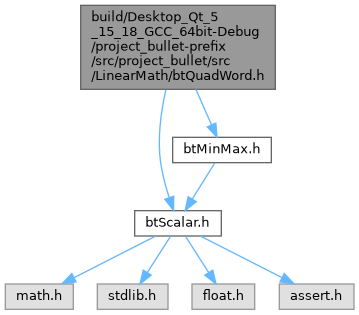 build/Desktop_Qt_5
_15_18_GCC_64bit-Debug
/project_bullet-prefix
/src/project_bullet/src
/LinearMath/btQuadWord.h
btMinMax.h
btScalar.h
math.h
stdlib.h
float.h
assert.h